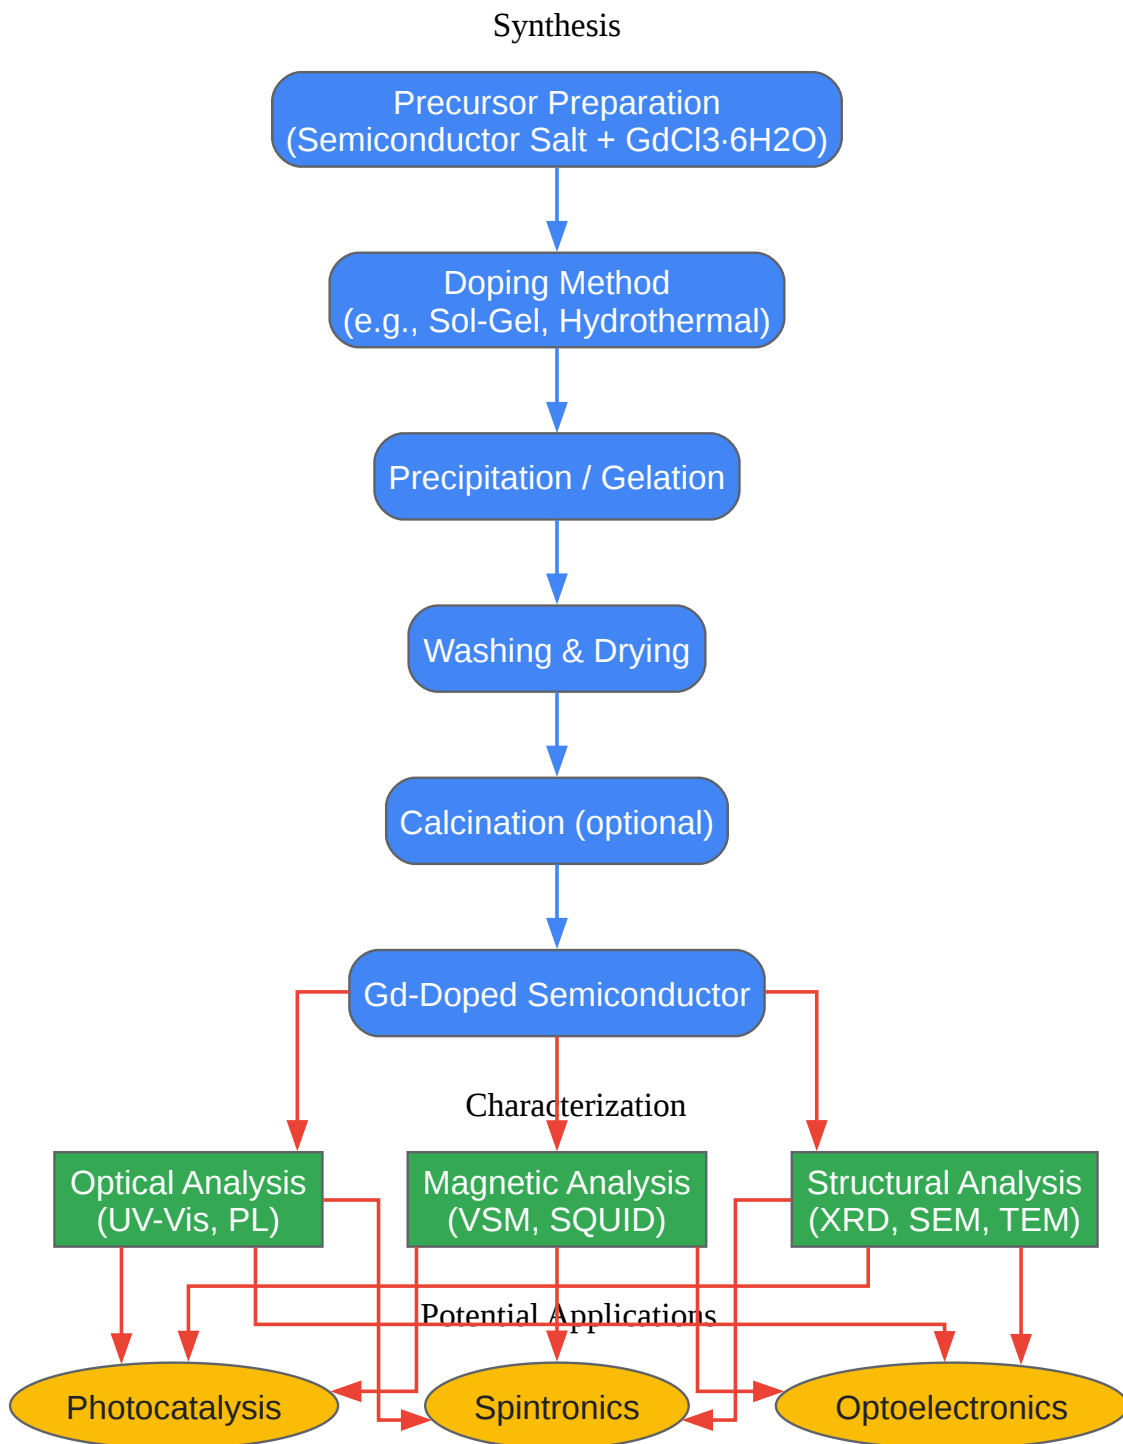 Synthesis
Precursor Preparation
(Semiconductor Salt + GdCl3·6H2O)
Doping Method
(e.g., Sol-Gel, Hydrothermal)
Precipitation / Gelation
Washing & Drying
Calcination (optional)
Gd-Doped Semiconductor
Characterization
Optical Analysis
(UV-Vis, PL)
Magnetic Analysis
(VSM, SQUID)
Structural Analysis
(XRD, SEM, TEM)
Potential Applications
Photocatalysis
Spintronics
Optoelectronics